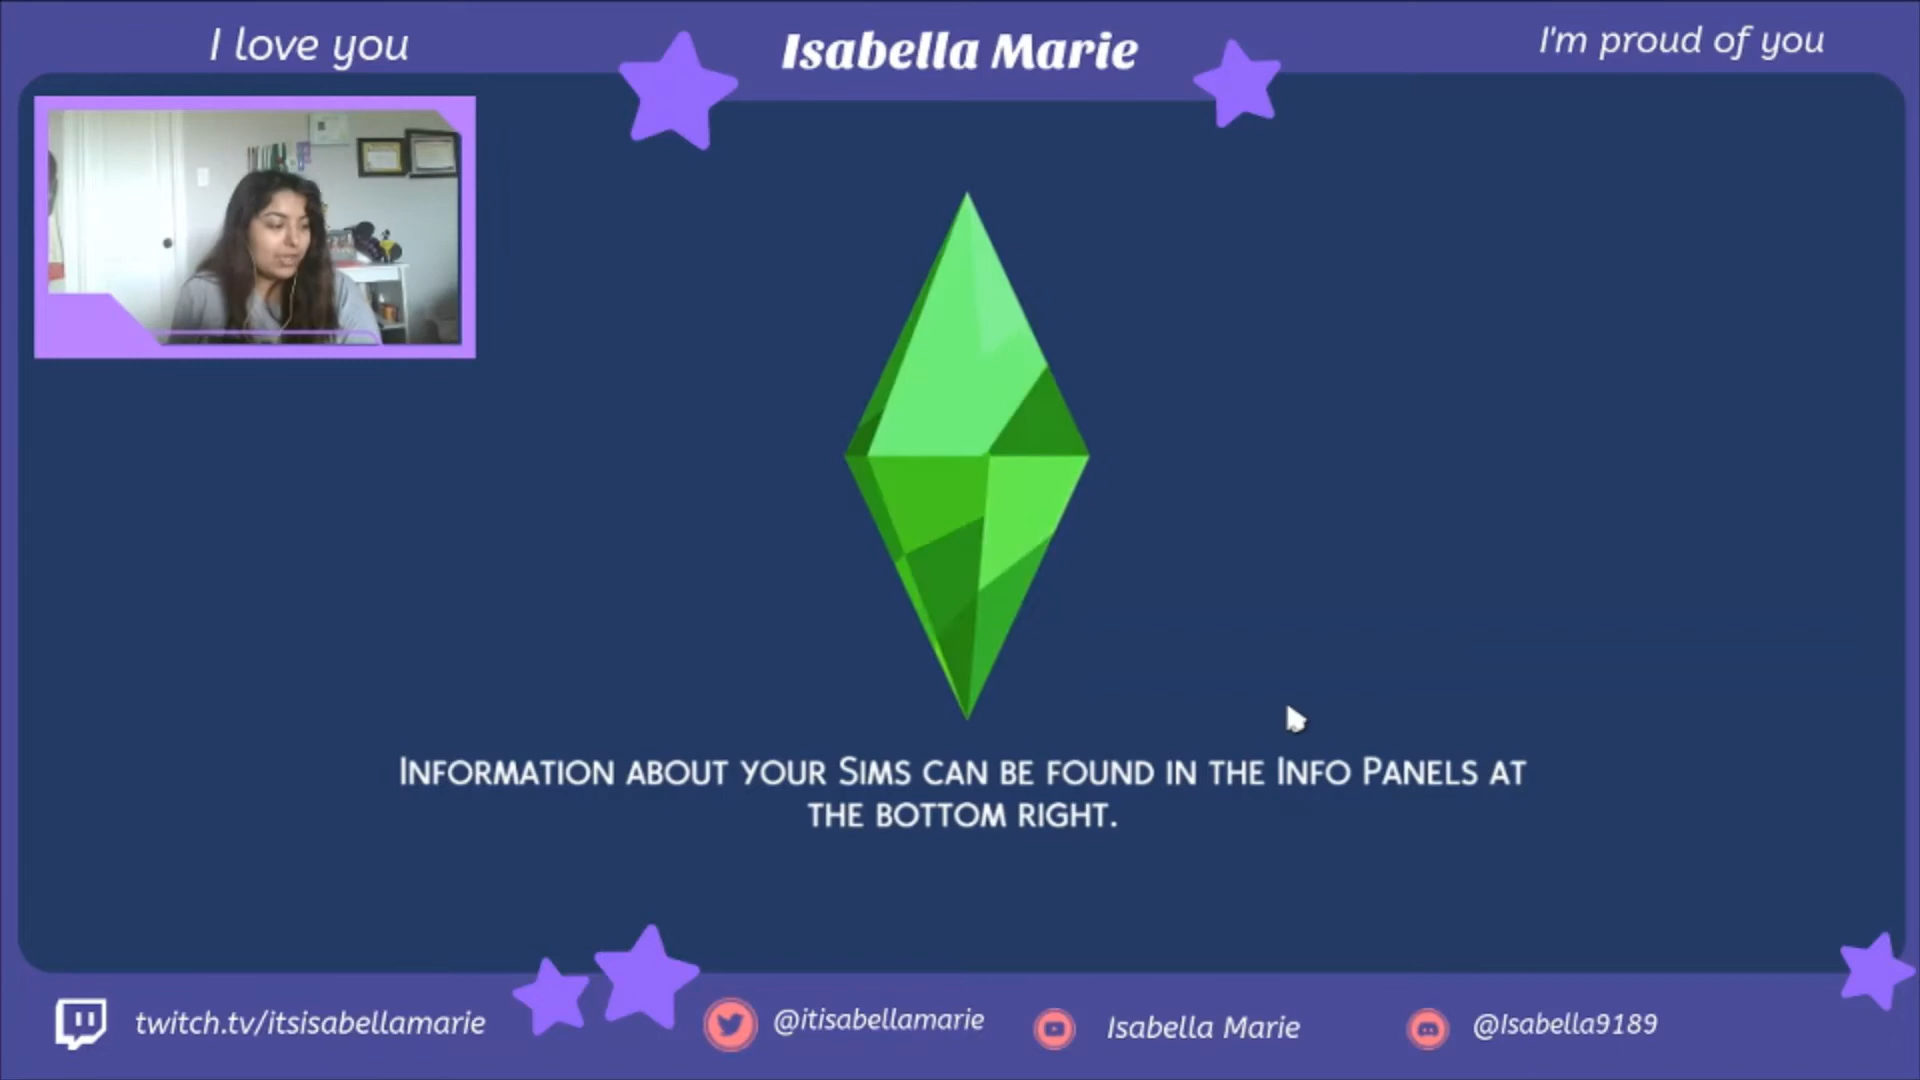 I love you
Isabella Marie
I'm proud of you
INFORMATION ABOUT YOUR SIMS CAN BE FOUND IN THE INFO PANELS AT
THE BOTTOM RIGHT.
twitch.tv/itsisabellamarie
@itisabellamarie
Isabella Marie
@Isabella9189